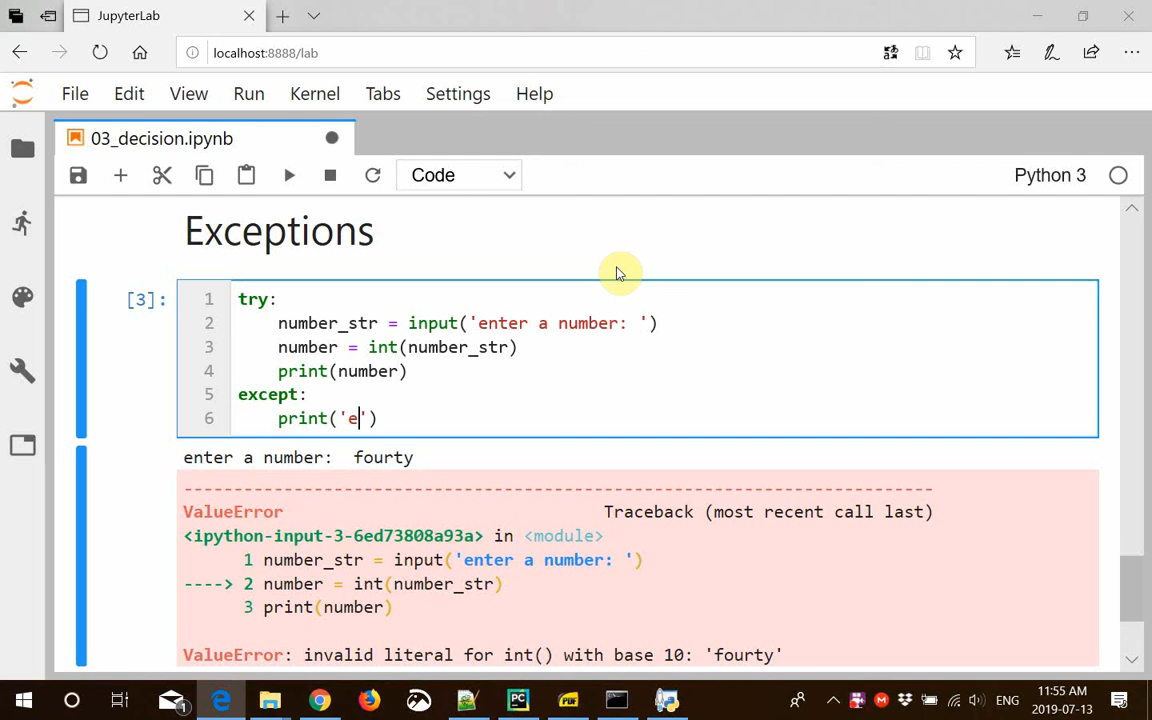 JupyterLab
localhost:8888/lab
File Edit View Run Kernel Tabs Settings Help
03_decision.ipynb
Code
Python 3
Exceptions
[3]:
1 try:
2 number_str = input('enter a number: ')
3 number = int(number_str)
4 print(number)
5 except:
6 print('e')
enter a number: fourty
---------------------------------------------------------------------------
ValueError Traceback (most recent call last)
<ipython-input-3-6ed73808a93a> in <module>
1 number_str = input('enter a number: ')
----> 2 number = int(number_str)
3 print(number)
ValueError: invalid literal for int() with base 10: 'fourty'
1
PC
PDF
ENG
11:55 AM
2019-07-13